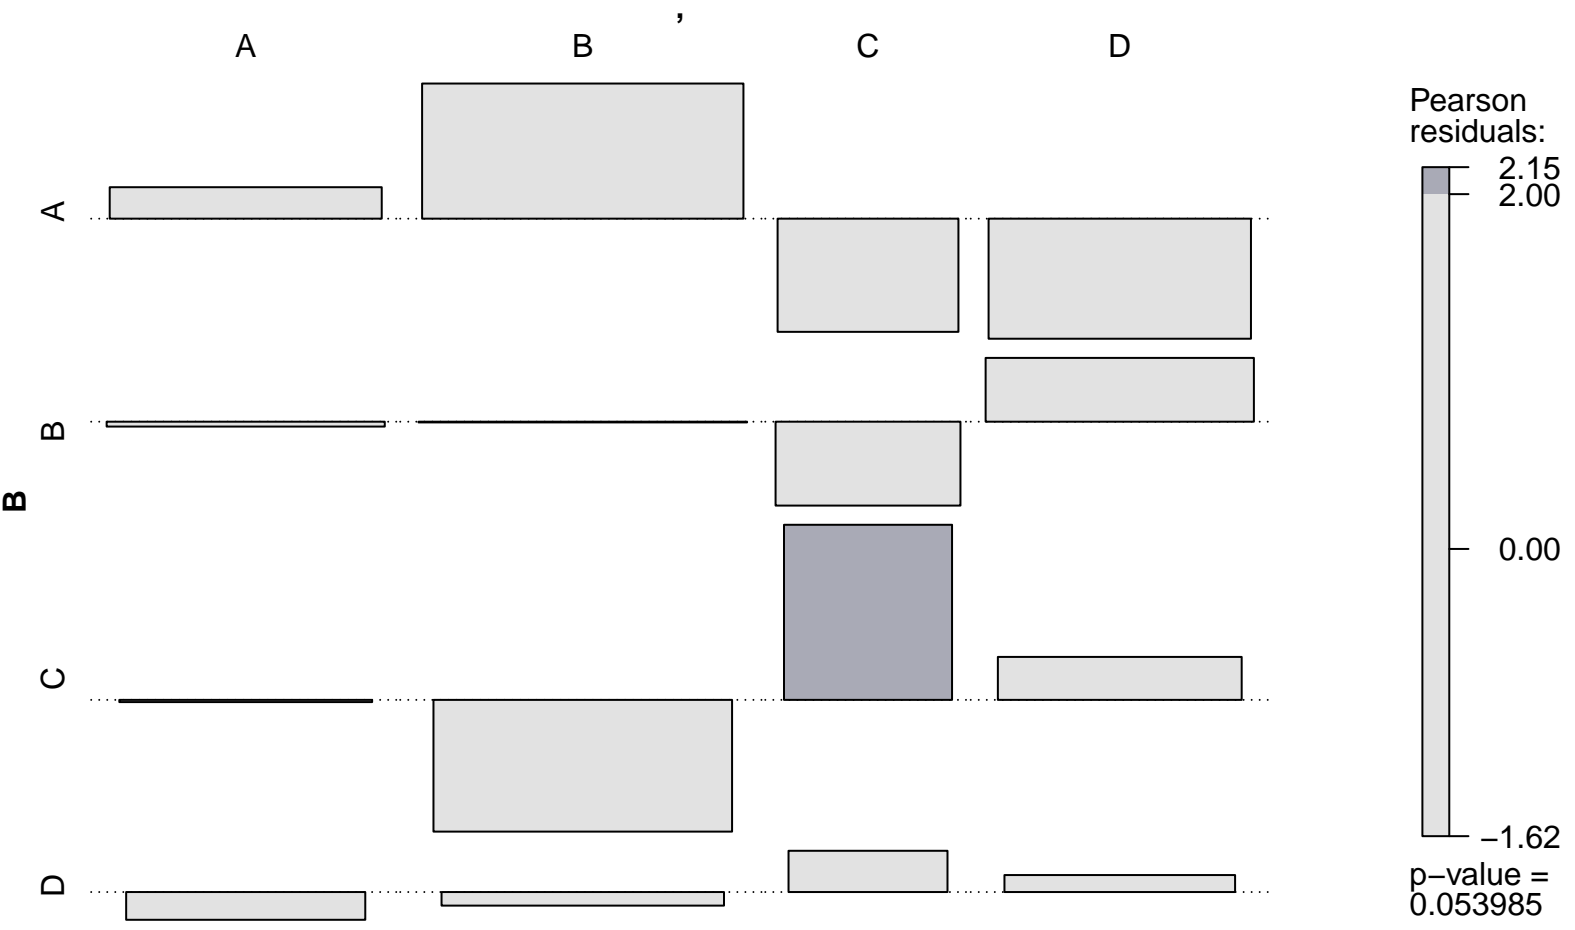 ,
A B C D
A
B
B
C
D
Pearson
residuals:
2.15
2.00
0.00
−1.62
p−value =
0.053985